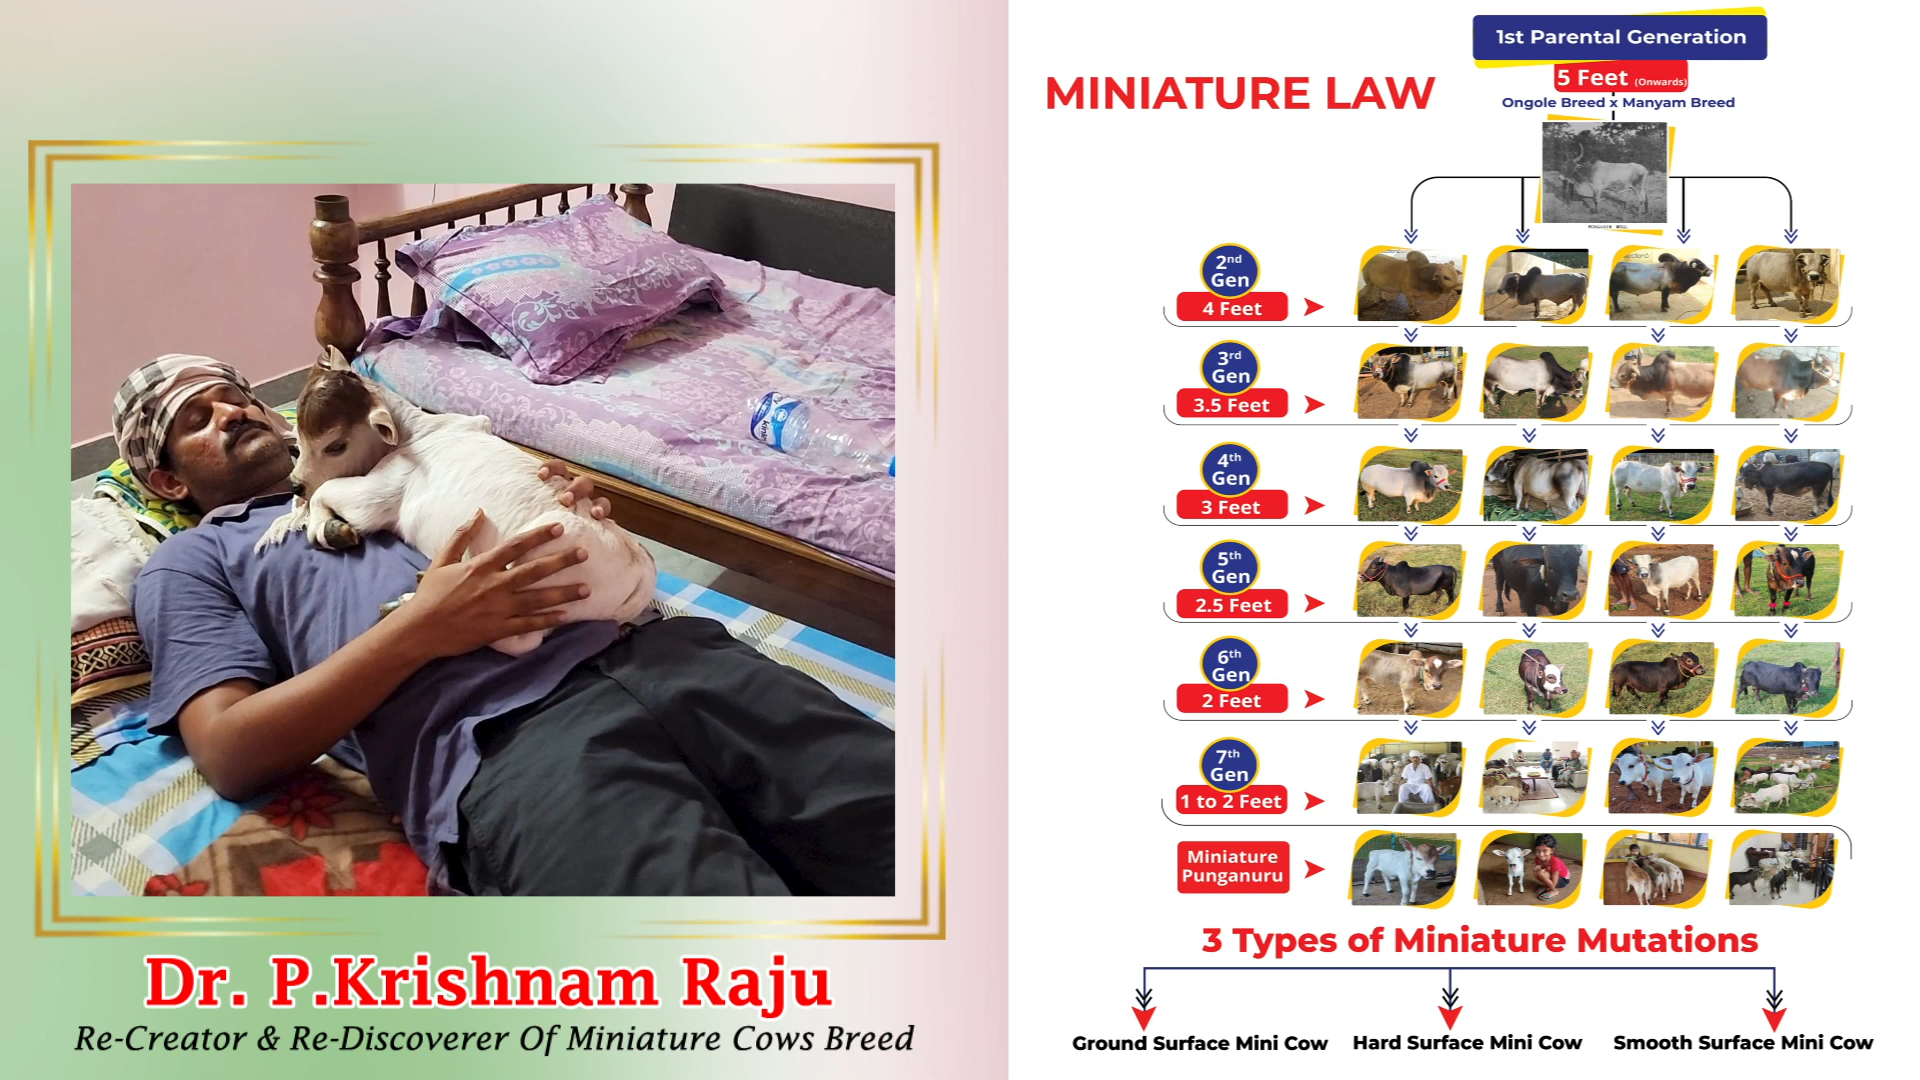 Dr. P.Krishnam Raju
Re-Creator & Re-Discoverer Of Miniature Cows Breed
MINIATURE LAW
1st Parental Generation
5 Feet (Onwards)
Ongole Breed x Manyam Breed
2nd
Gen
4 Feet
3rd
Gen
3.5 Feet
4th
Gen
3 Feet
5th
Gen
2.5 Feet
6th
Gen
2 Feet
7th
Gen
1 to 2 Feet
Miniature
Punganuru
3 Types of Miniature Mutations
Ground Surface Mini Cow
Hard Surface Mini Cow
Smooth Surface Mini Cow